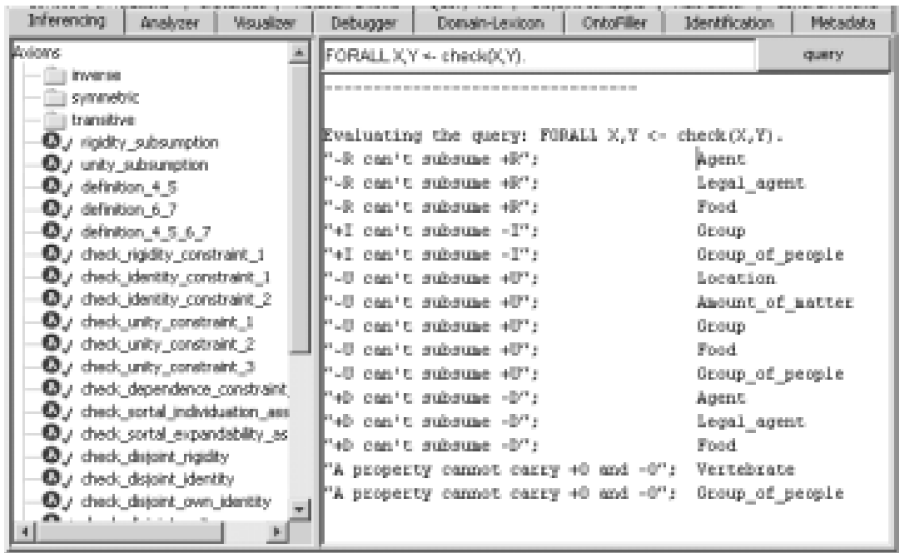 Inferencing Analyzer Visualizer Debugger Domain-Lexicon OntoFiller Identification Metadata
Axioms
inverse
symmetric
transitive
rigidity_subsumption
unity_subsumption
definition_4_5
definition_6_7
definition_4_5_6_7
check_rigidity_constraint_1
check_identity_constraint_1
check_identity_constraint_2
check_unity_constraint_1
check_unity_constraint_2
check_unity_constraint_3
check_dependence_constraint_
check_sortal_individuation_ass
check_sortal_expandability_as
check_disjoint_rigidity
check_disjoint_identity
check_disjoint_own_identity
FORALL X,Y <- check(X,Y). query
--------------------------------
Evaluating the query: FORALL X,Y <- check(X,Y).
"~R can't subsume +R"; Agent
"~R can't subsume +R"; Legal_agent
"~R can't subsume +R"; Food
"+I can't subsume -I"; Group
"+I can't subsume -I"; Group_of_people
"~U can't subsume +U"; Location
"~U can't subsume +U"; Amount_of_matter
"~U can't subsume +U"; Group
"~U can't subsume +U"; Food
"~U can't subsume +U"; Group_of_people
"+D can't subsume -D"; Agent
"+D can't subsume -D"; Legal_agent
"+D can't subsume -D"; Food
"A property cannot carry +O and -O"; Vertebrate
"A property cannot carry +O and -O"; Group_of_people